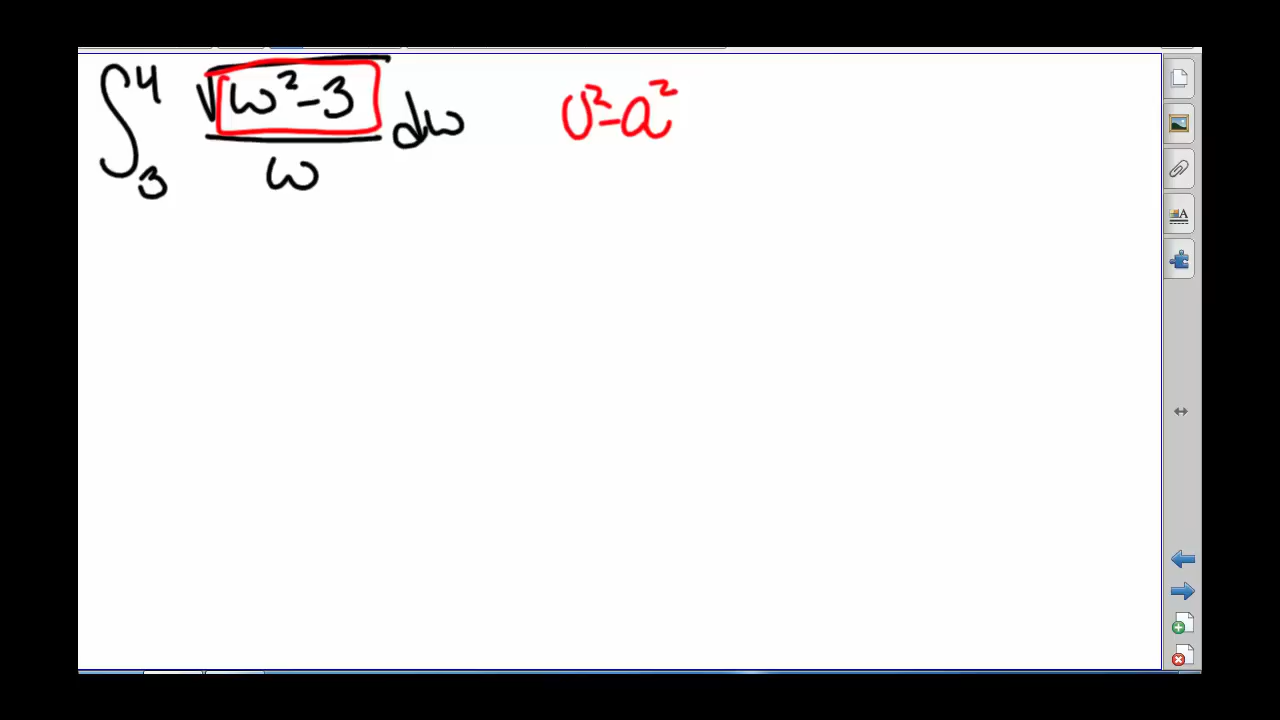 ∫₃⁴ √(w²-3) / w dw
u²-a²